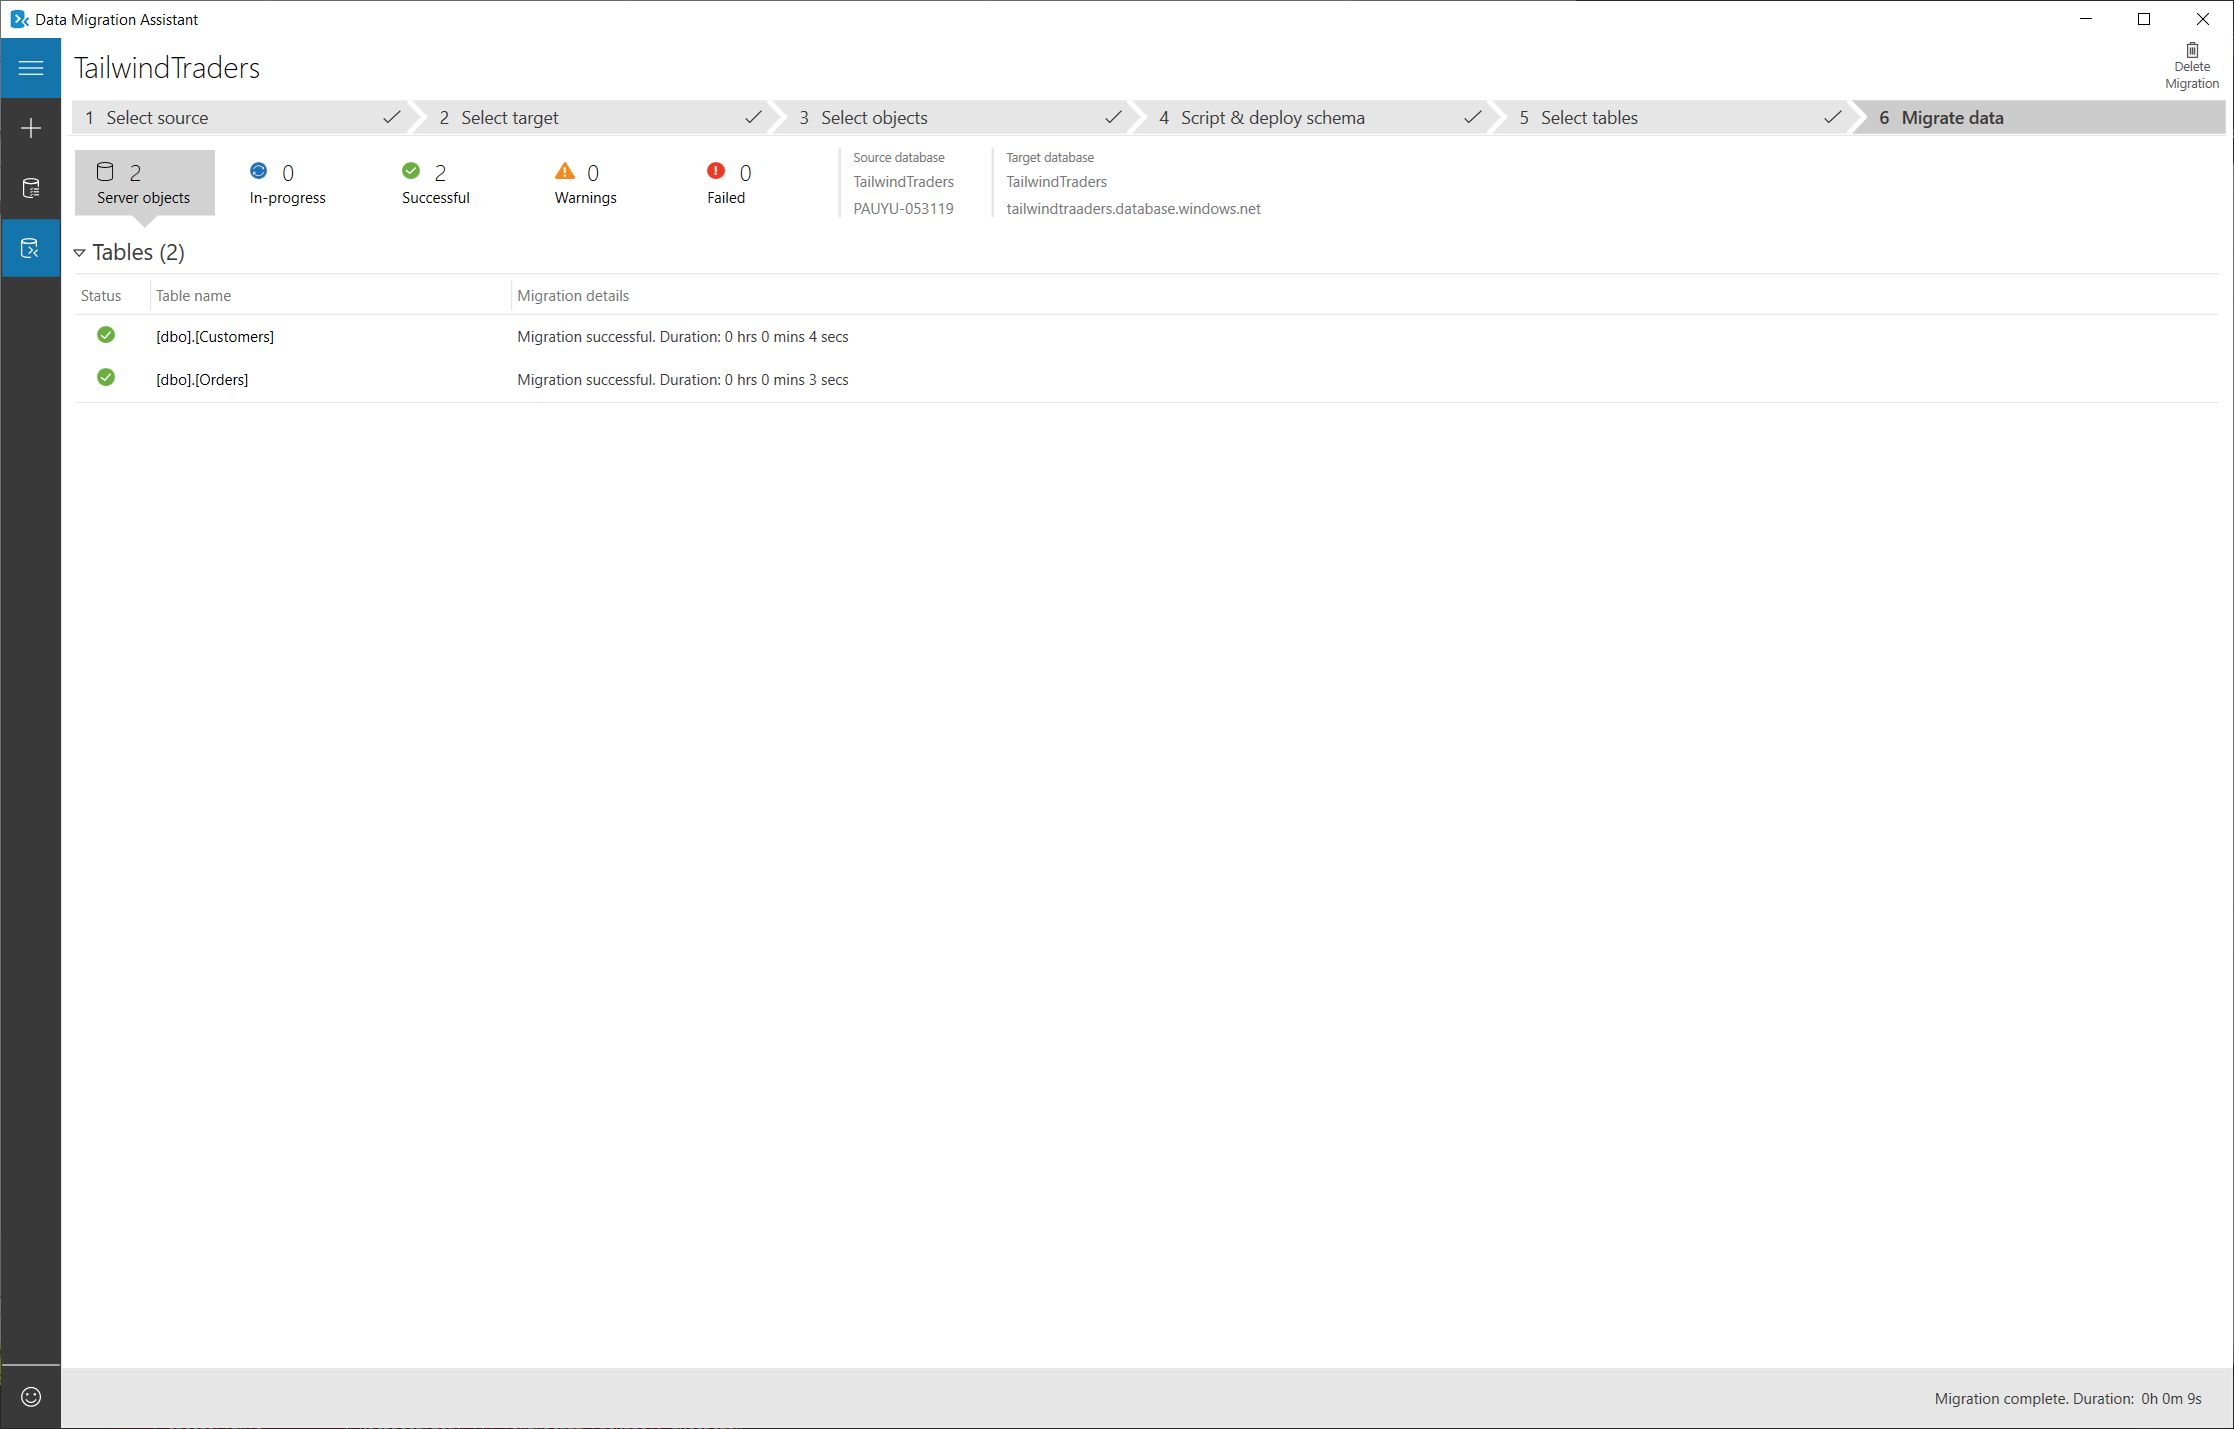 Data Migration Assistant
TailwindTraders
Delete
Migration
1 Select source
2 Select target
3 Select objects
4 Script & deploy schema
5 Select tables
6 Migrate data
2
Server objects
0
In-progress
2
Successful
0
Warnings
0
Failed
Source database
TailwindTraders
PAUYU-053119
Target database
TailwindTraders
tailwindtraaders.database.windows.net
Tables (2)
Status Table name Migration details
[dbo].[Customers] Migration successful. Duration: 0 hrs 0 mins 4 secs
[dbo].[Orders] Migration successful. Duration: 0 hrs 0 mins 3 secs
Migration complete. Duration: 0h 0m 9s